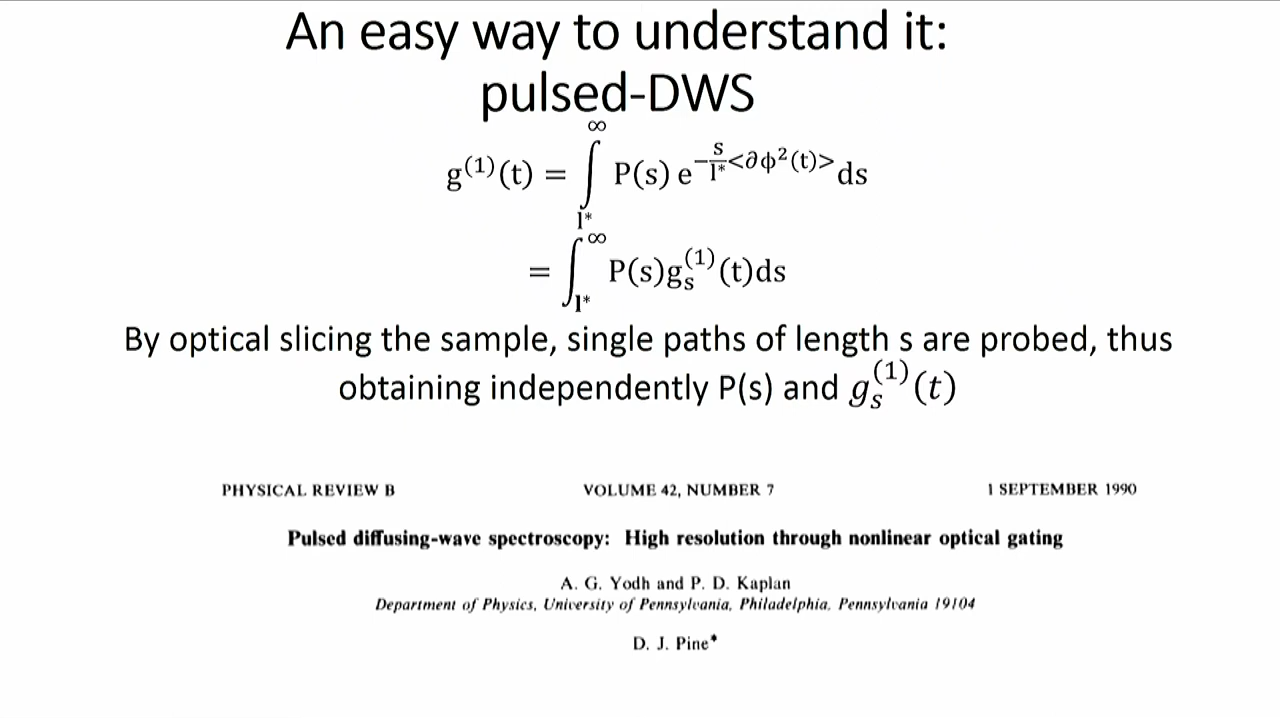 An easy way to understand it:
pulsed-DWS
g⁽¹⁾(t) = ∫_{l*}^{∞} P(s) e^{−\frac{s}{l*}<∂ϕ²(t)>} ds
= ∫_{l*}^{∞} P(s)g_s^{(1)}(t)ds
By optical slicing the sample, single paths of length s are probed, thus
obtaining independently P(s) and g_s^{(1)}(t)
PHYSICAL REVIEW B VOLUME 42, NUMBER 7 1 SEPTEMBER 1990
Pulsed diffusing-wave spectroscopy: High resolution through nonlinear optical gating
A. G. Yodh and P. D. Kaplan
Department of Physics, University of Pennsylvania, Philadelphia, Pennsylvania 19104
D. J. Pine*